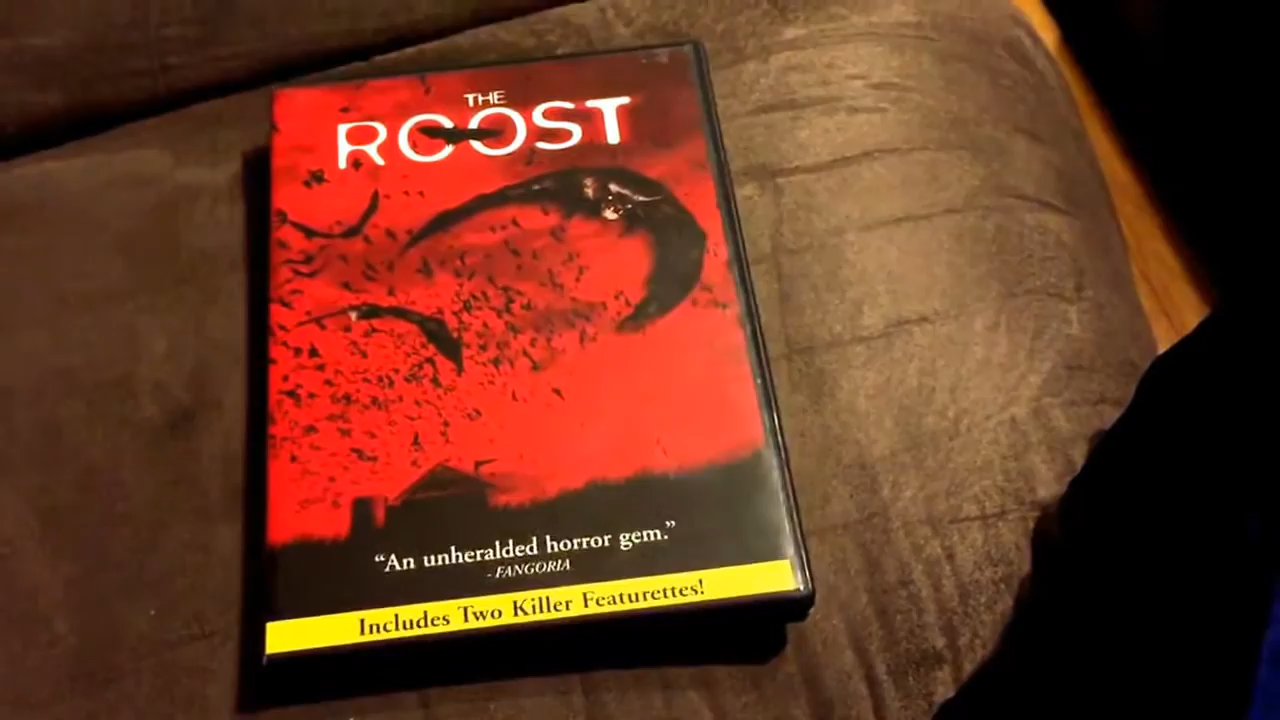 THE
ROOST
“An unheralded horror gem.”
- FANGORIA
Includes Two Killer Featurettes!